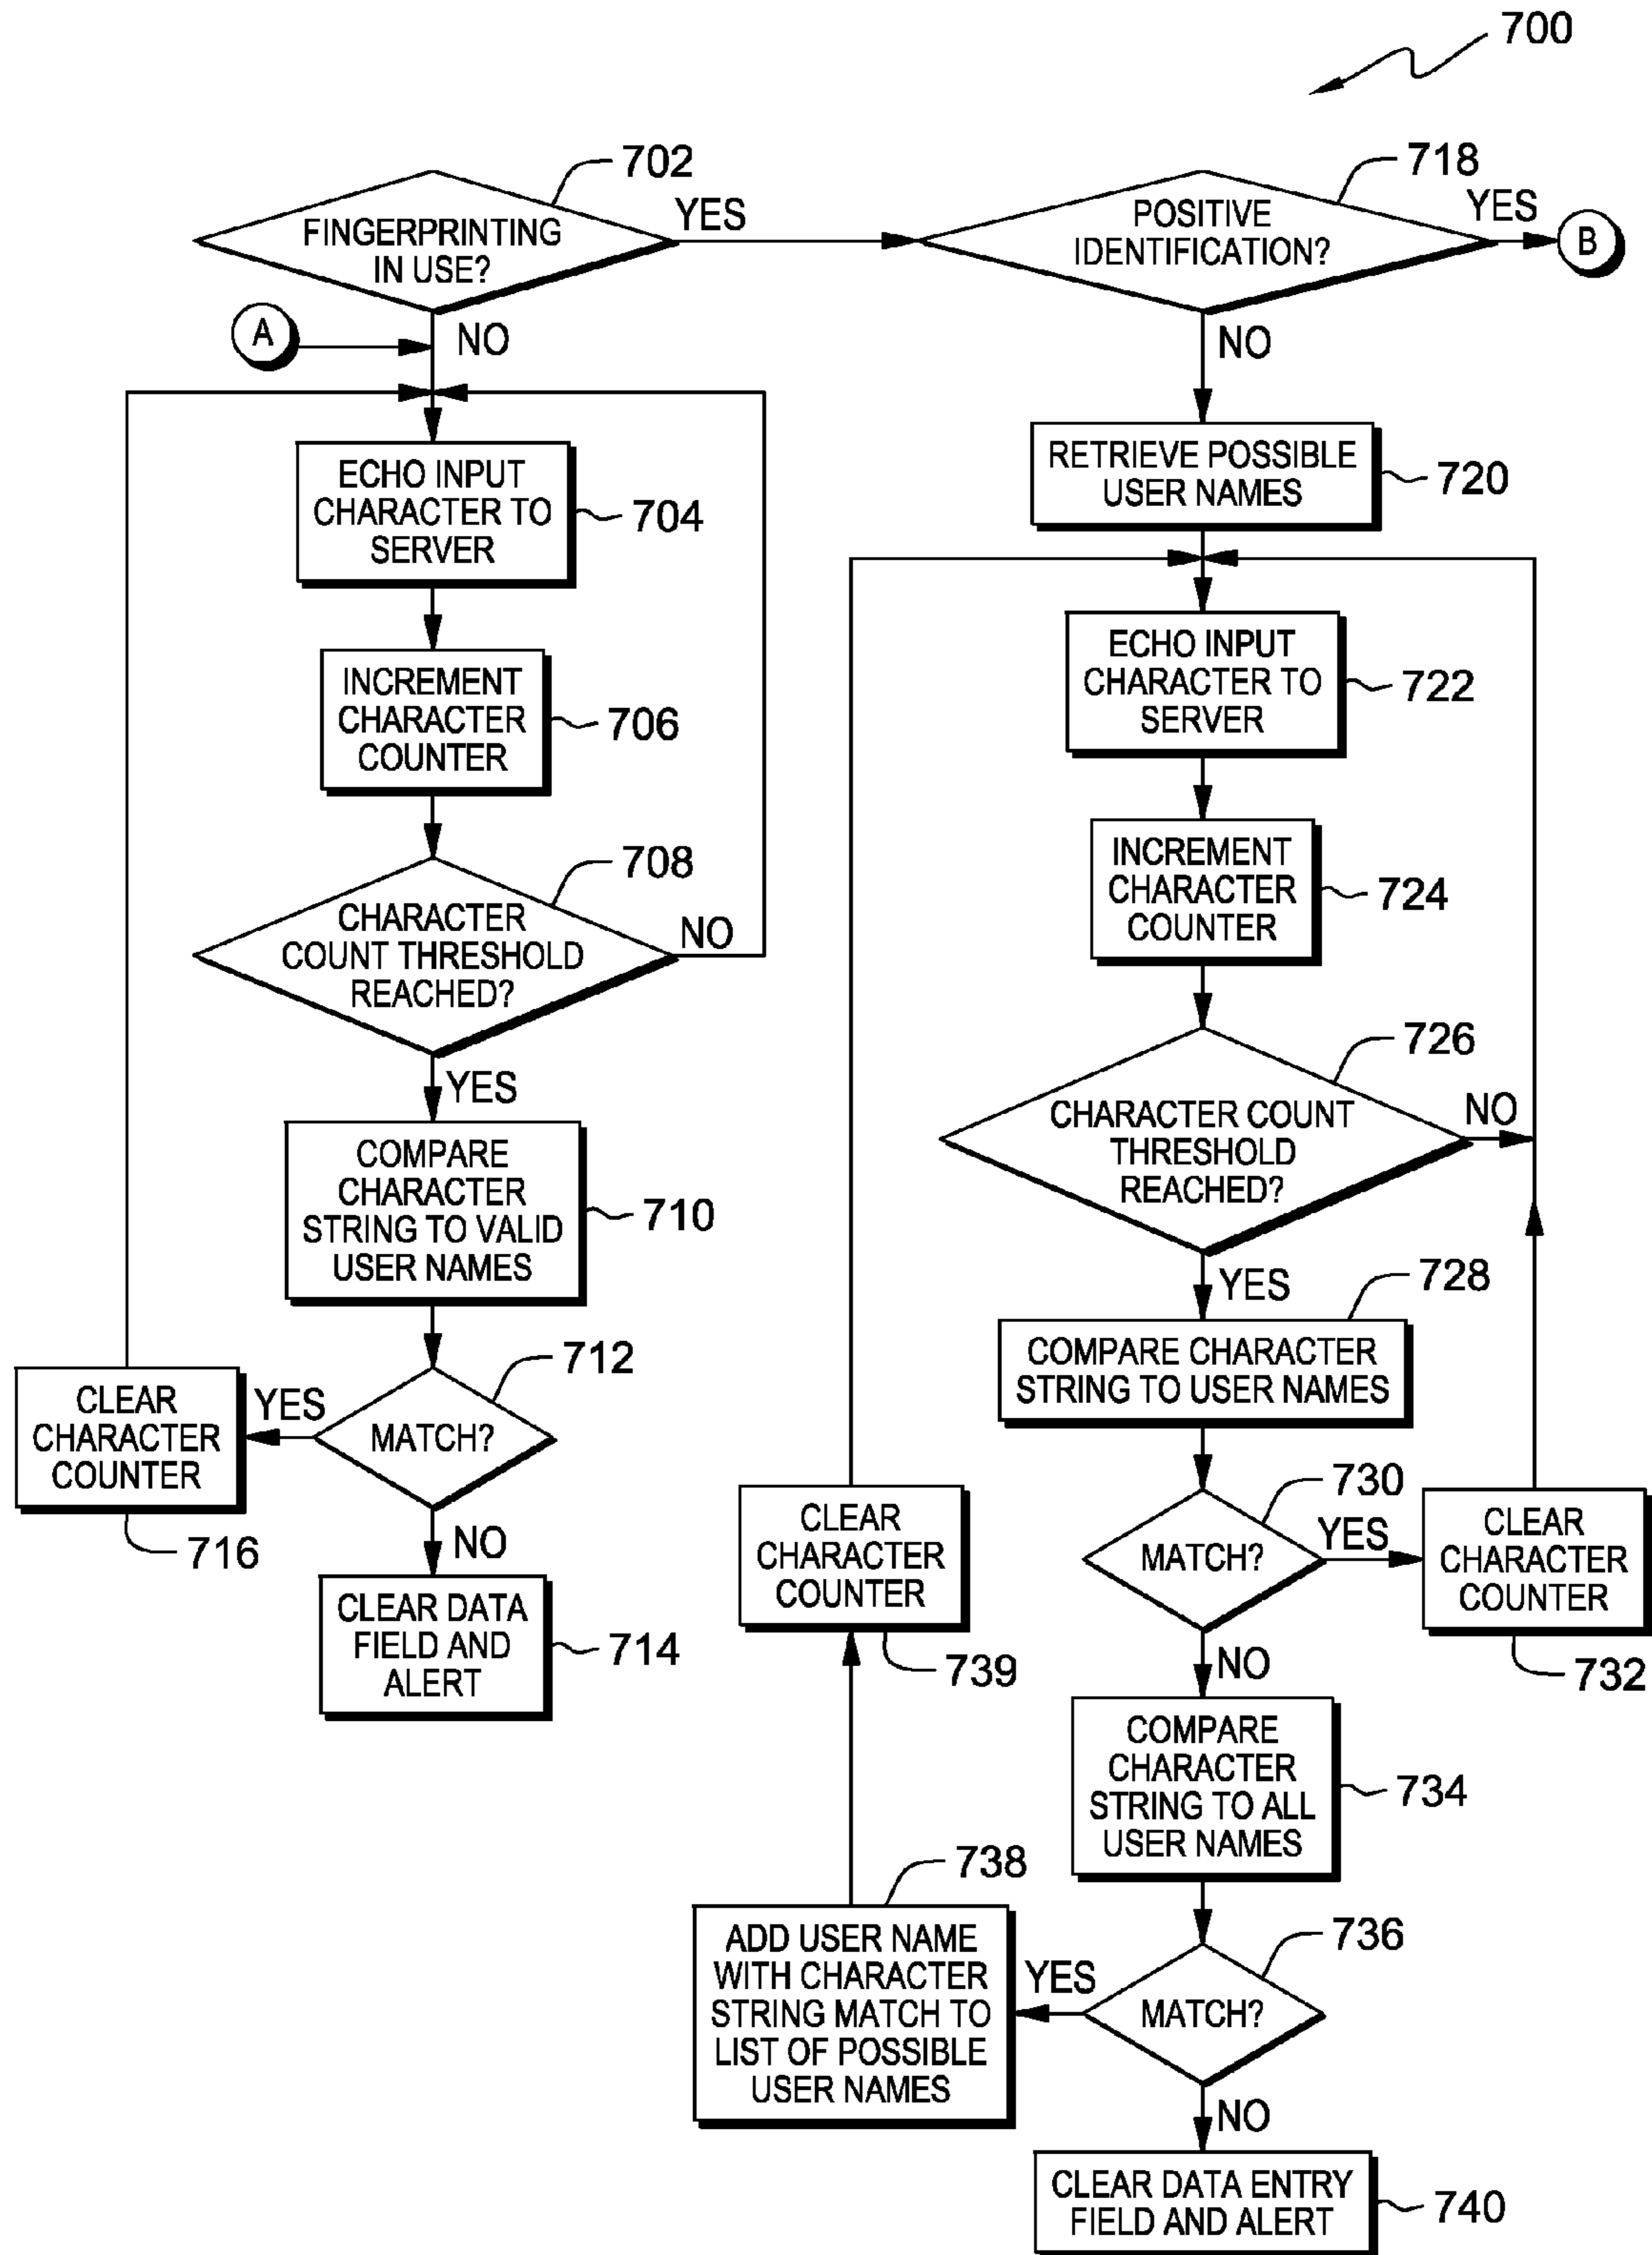 700
702
FINGERPRINTING
IN USE?
YES
NO
A
ECHO INPUT
CHARACTER TO
SERVER
704
INCREMENT
CHARACTER
COUNTER
706
708
CHARACTER
COUNT THRESHOLD
REACHED?
NO
YES
COMPARE
CHARACTER
STRING TO VALID
USER NAMES
710
712
MATCH?
YES
CLEAR
CHARACTER
COUNTER
716
NO
CLEAR DATA
FIELD AND
ALERT
714
718
POSITIVE
IDENTIFICATION?
YES
B
NO
RETRIEVE POSSIBLE
USER NAMES
720
ECHO INPUT
CHARACTER TO
SERVER
722
INCREMENT
CHARACTER
COUNTER
724
726
CHARACTER COUNT
THRESHOLD
REACHED?
NO
YES
728
COMPARE CHARACTER
STRING TO USER NAMES
730
MATCH?
YES
CLEAR
CHARACTER
COUNTER
732
NO
COMPARE
CHARACTER
STRING TO ALL
USER NAMES
734
736
MATCH?
YES
738
ADD USER NAME
WITH CHARACTER
STRING MATCH TO
LIST OF POSSIBLE
USER NAMES
CLEAR
CHARACTER
COUNTER
739
NO
CLEAR DATA ENTRY
FIELD AND ALERT
740